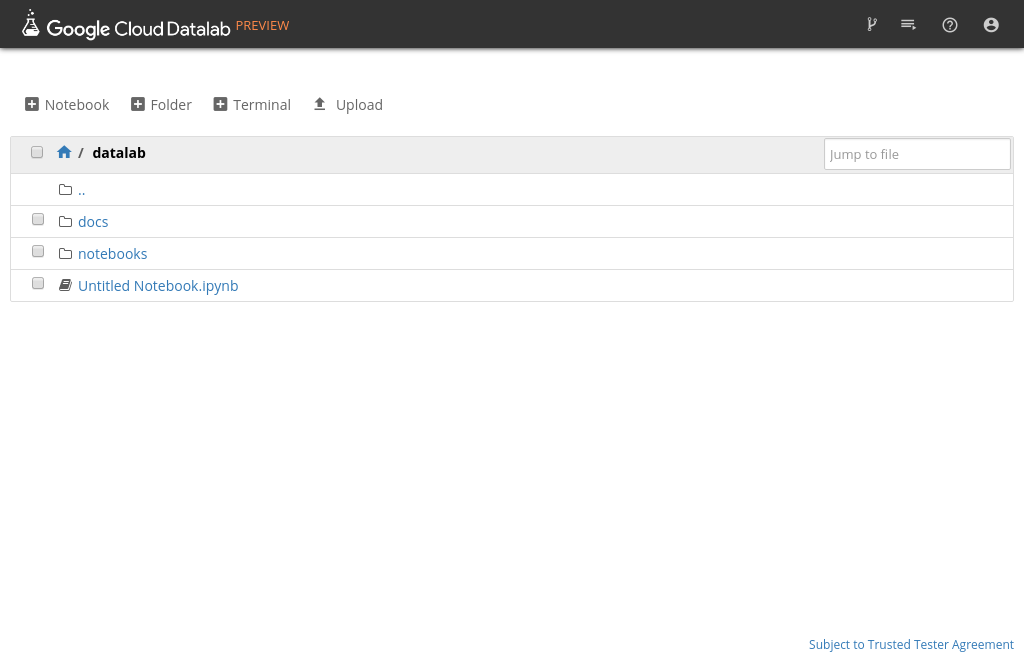 Google Cloud Datalab PREVIEW
Notebook Folder Terminal Upload
/ datalab Jump to file
..
docs
notebooks
Untitled Notebook.ipynb
Subject to Trusted Tester Agreement